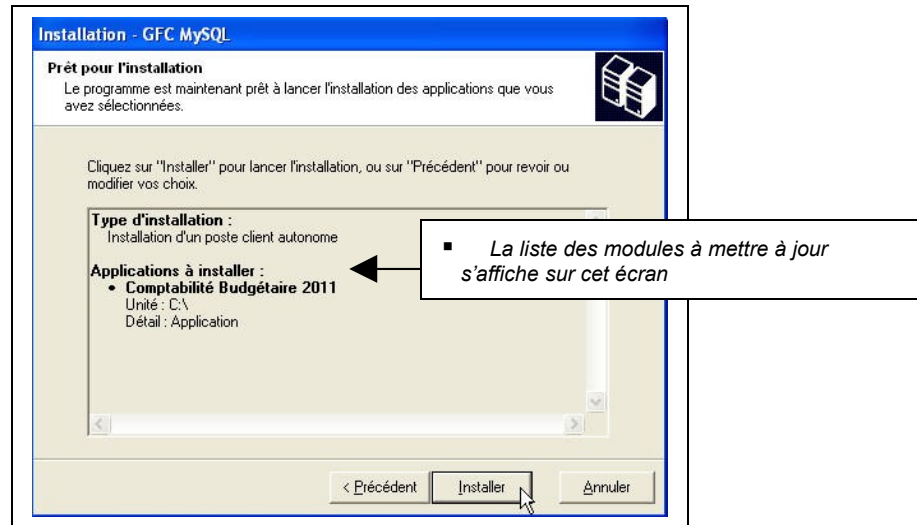 Installation - GFC MySQL
Prêt pour l'installation
Le programme est maintenant prêt à lancer l'installation des applications que vous
avez sélectionnées.
Cliquez sur "Installer" pour lancer l'installation, ou sur "Précédent" pour revoir ou
modifier vos choix.
Type d'installation :
Installation d'un poste client autonome
Applications à installer :
• Comptabilité Budgétaire 2011
Unité : C:\
Détail : Application
▪ La liste des modules à mettre à jour
s'affiche sur cet écran
< Précédent
Installer
Annuler